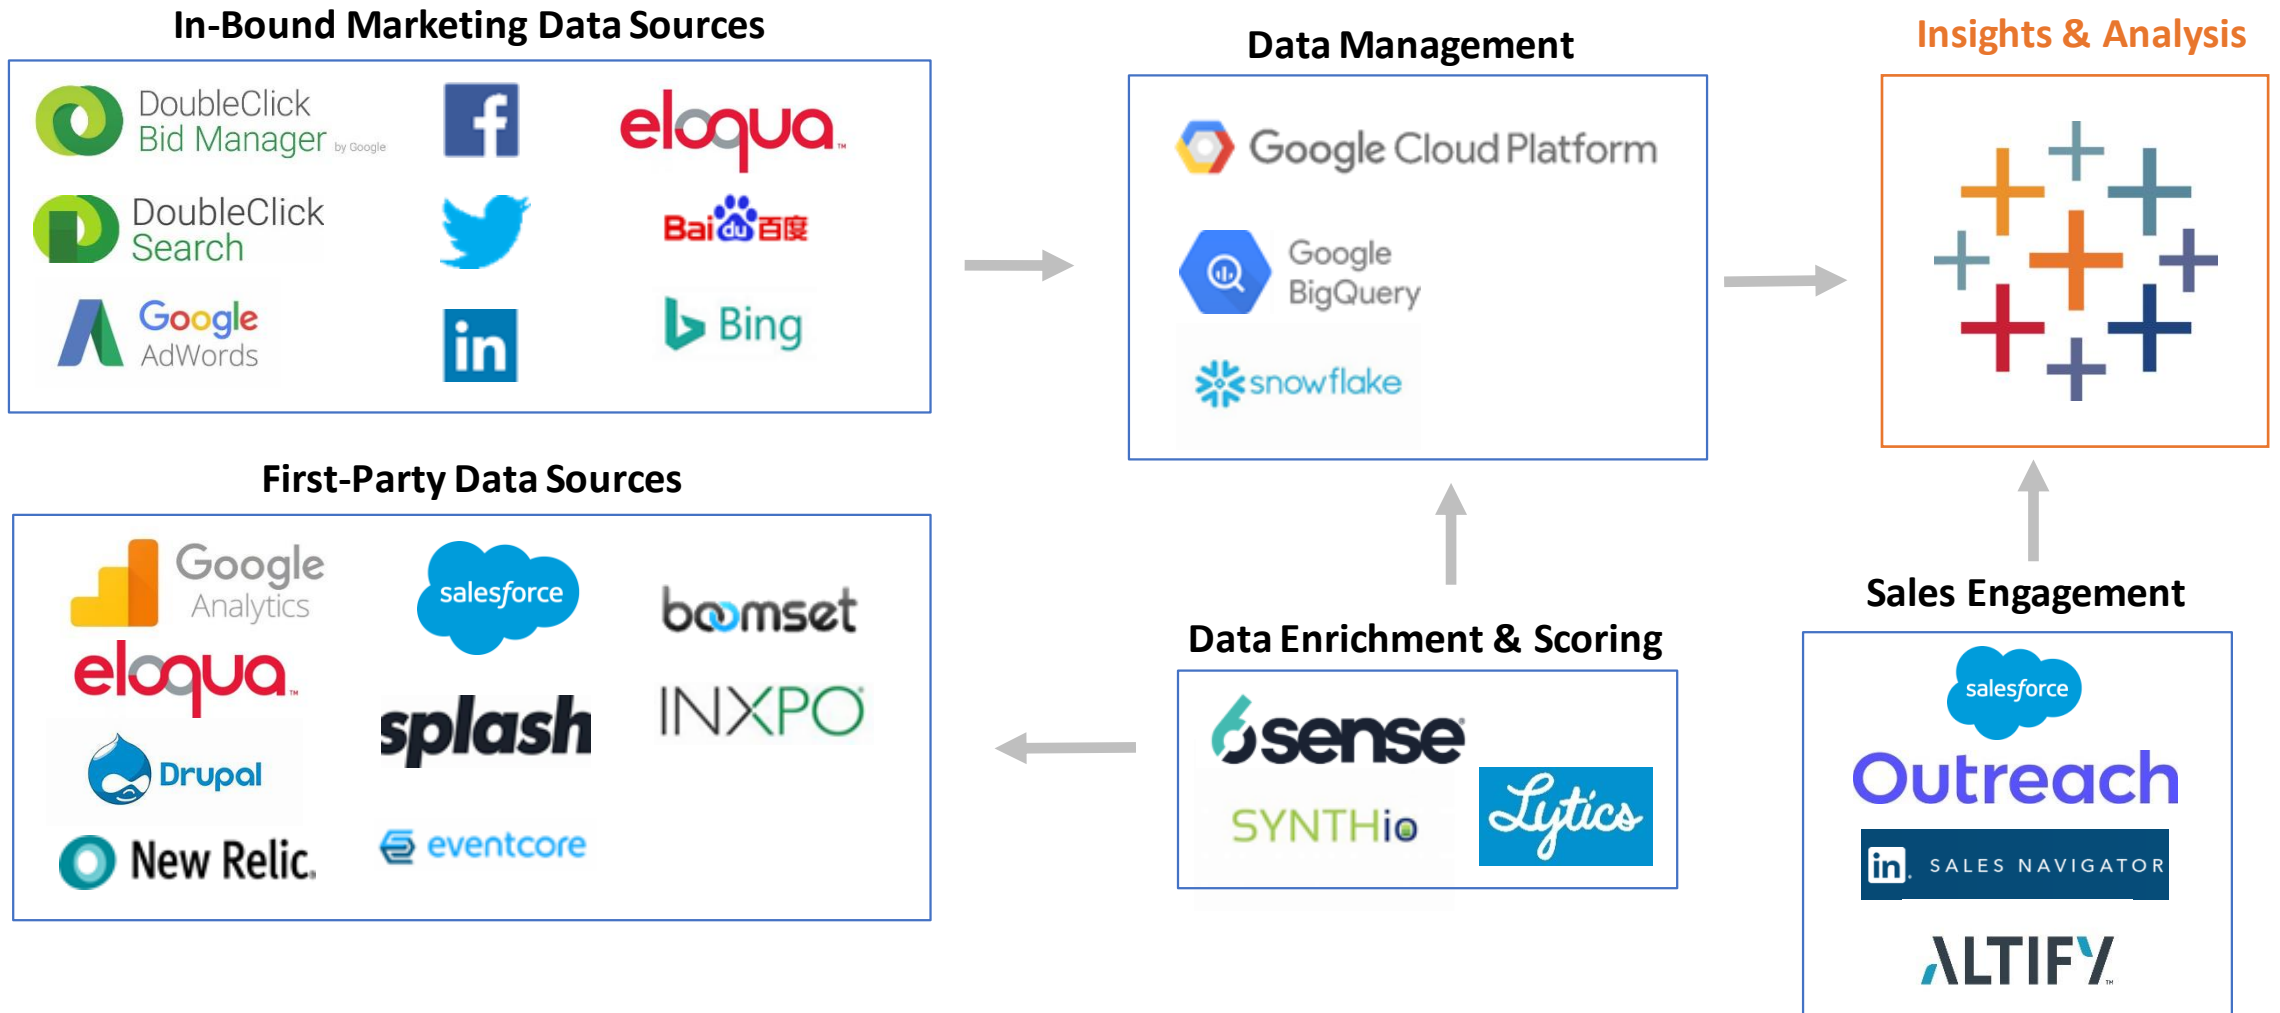 In-Bound Marketing Data Sources
DoubleClick
Bid Manager by Google
f
eloqua™
DoubleClick
Search
Bai du 百度
Google
AdWords
in
Bing
Data Management
Google Cloud Platform
Google
BigQuery
snowflake
Insights & Analysis
First-Party Data Sources
Google
Analytics
salesforce
boomset
eloqua™
splash
INXPO®
Drupal
New Relic®
eventcore
Data Enrichment & Scoring
6sense®
SYNTHio
Lytics
Sales Engagement
salesforce
Outreach
in® SALES NAVIGATOR
ALTIFY™